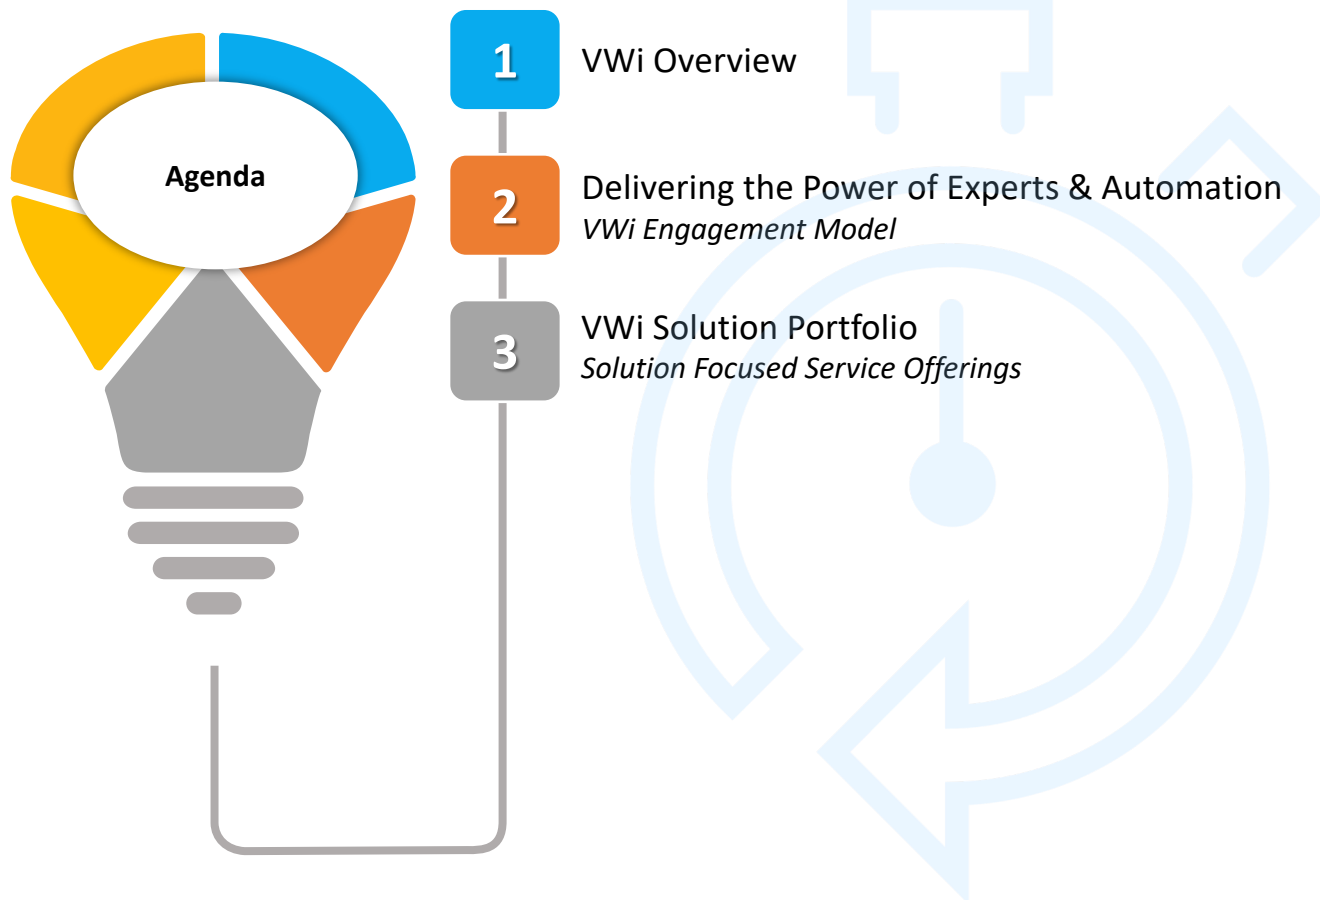 Agenda
1
VWi Overview
2
Delivering the Power of Experts & Automation
VWi Engagement Model
3
VWi Solution Portfolio
Solution Focused Service Offerings